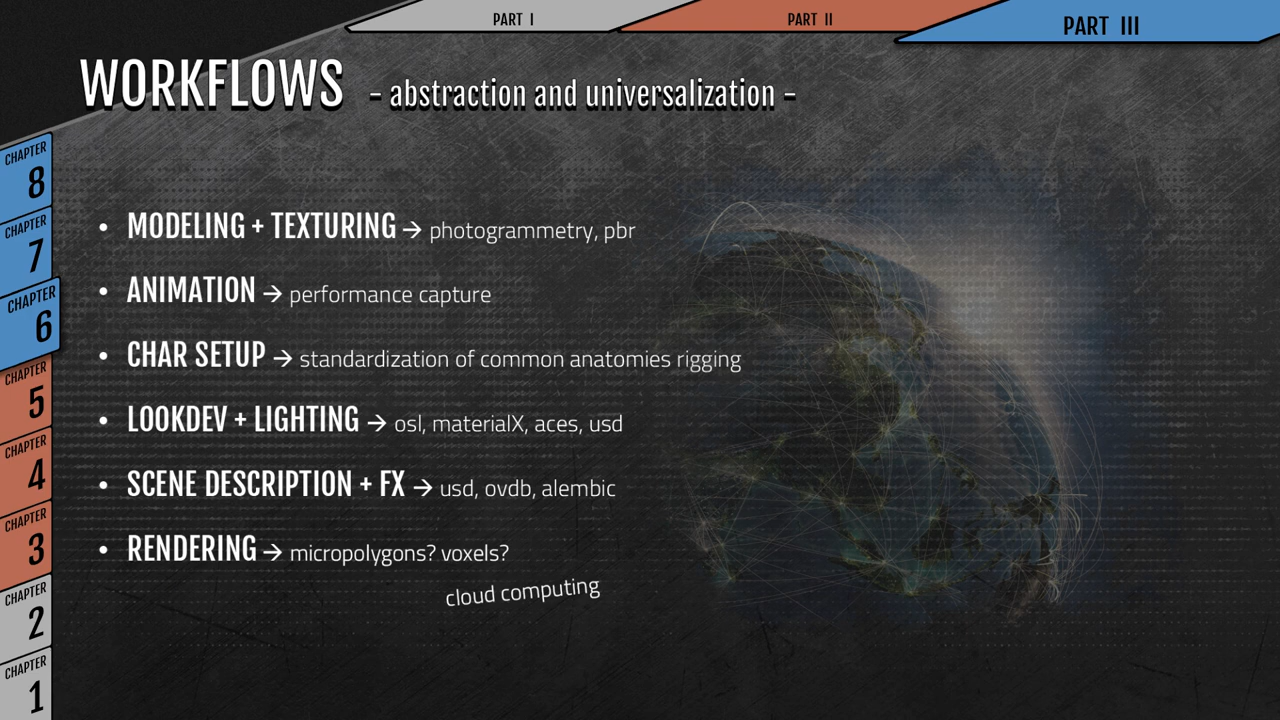 PART I
PART II
PART III
WORKFLOWS - abstraction and universalization -
CHAPTER
8
CHAPTER
7
CHAPTER
6
CHAPTER
5
CHAPTER
4
CHAPTER
3
CHAPTER
2
CHAPTER
1
• MODELING + TEXTURING → photogrammetry, pbr
• ANIMATION → performance capture
• CHAR SETUP → standardization of common anatomies rigging
• LOOKDEV + LIGHTING → osl, materialX, aces, usd
• SCENE DESCRIPTION + FX → usd, ovdb, alembic
• RENDERING → micropolygons? voxels?
cloud computing